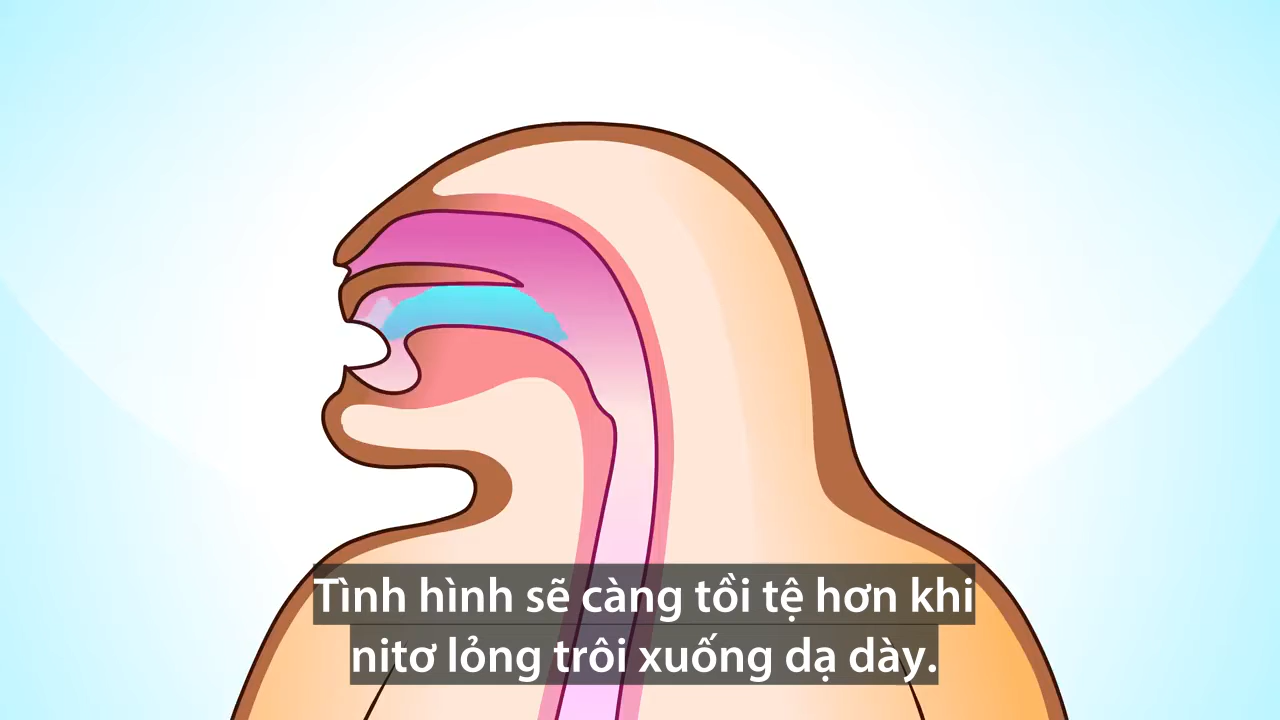 Tình hình sẽ càng tồi tệ hơn khi
nitơ lỏng trôi xuống dạ dày.